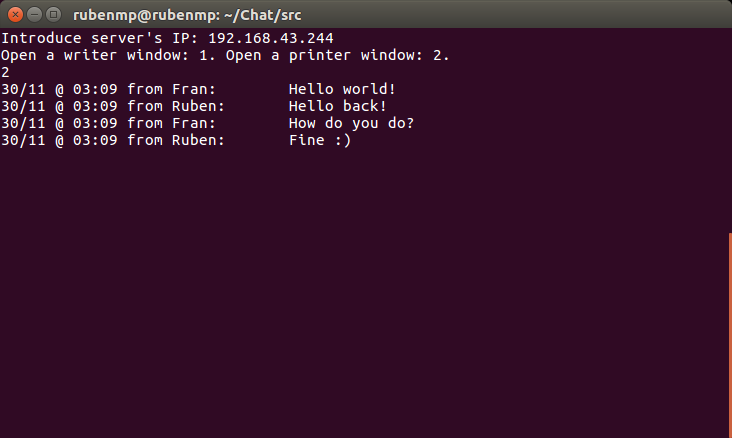 rubenmp@rubenmp: ~/Chat/src
Introduce server's IP: 192.168.43.244
Open a writer window: 1. Open a printer window: 2.
2
30/11 @ 03:09 from Fran:        Hello world!
30/11 @ 03:09 from Ruben:       Hello back!
30/11 @ 03:09 from Fran:        How do you do?
30/11 @ 03:09 from Ruben:       Fine :)